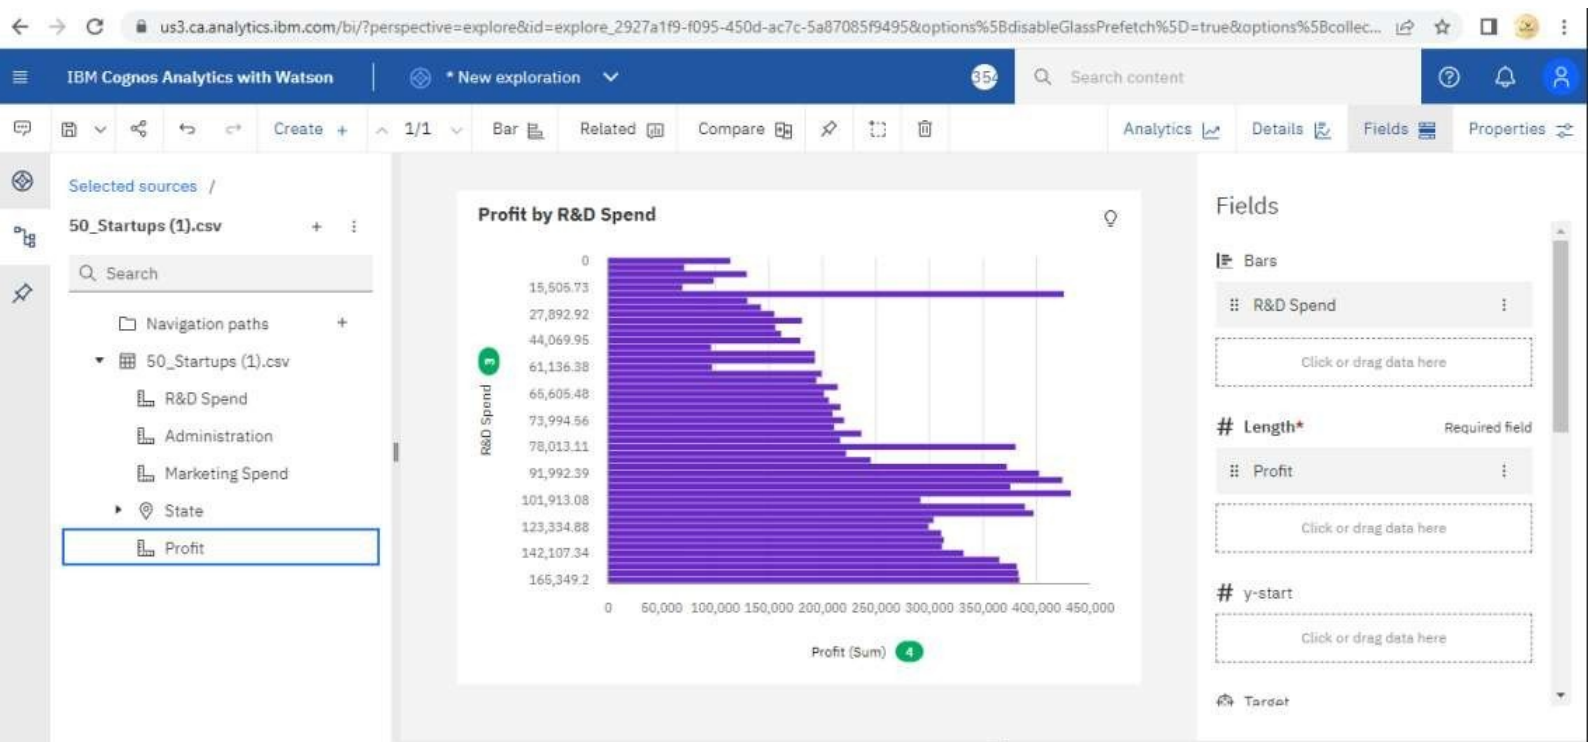 us3.ca.analytics.ibm.com/bi/?perspective=explore&id=explore_2927a1f9-f095-450d-ac7c-5a87085f9495&options%5BdisableGlassPrefetch%5D=true&options%5Bcollec...
IBM Cognos Analytics with Watson
* New exploration
354
Search content
Create +
1/1
Bar
Related
Compare
Analytics
Details
Fields
Properties
Selected sources /
50_Startups (1).csv
Search
Navigation paths
50_Startups (1).csv
R&D Spend
Administration
Marketing Spend
State
Profit
Profit by R&D Spend
R&D Spend
3
0
15,505.73
27,892.92
44,069.95
61,136.38
65,605.48
73,994.56
78,013.11
91,992.39
101,913.08
123,334.88
142,107.34
165,349.2
0 50,000 100,000 150,000 200,000 250,000 300,000 350,000 400,000 450,000
Profit (Sum) 4
Fields
Bars
R&D Spend
Click or drag data here
# Length* Required field
Profit
Click or drag data here
# y-start
Click or drag data here
Target